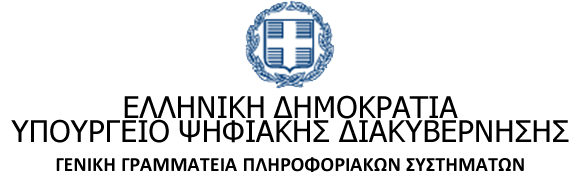 ΕΛΛΗΝΙΚΗ ΔΗΜΟΚΡΑΤΙΑ
ΥΠΟΥΡΓΕΙΟ ΨΗΦΙΑΚΗΣ ΔΙΑΚΥΒΕΡΝΗΣΗΣ
ΓΕΝΙΚΗ ΓΡΑΜΜΑΤΕΙΑ ΠΛΗΡΟΦΟΡΙΑΚΩΝ ΣΥΣΤΗΜΑΤΩΝ